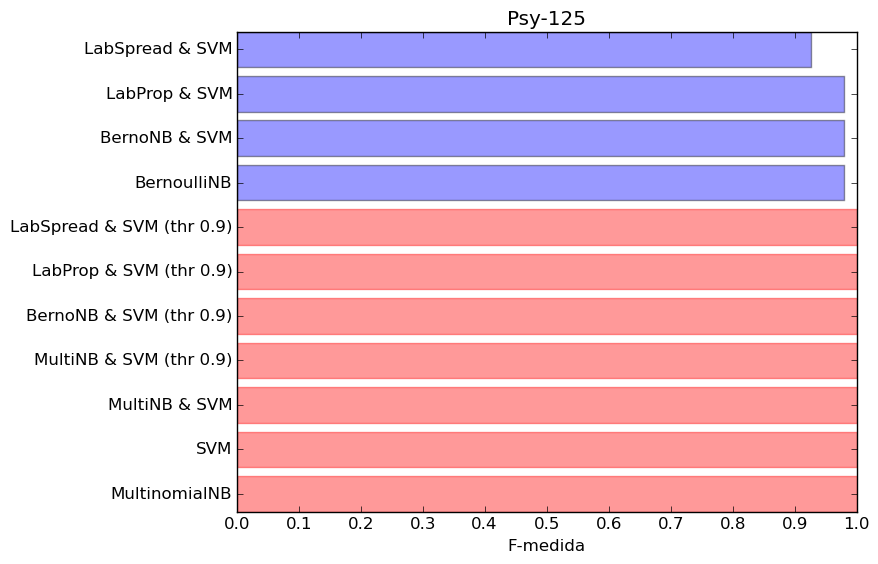 Psy-125
LabSpread & SVM
LabProp & SVM
BernoNB & SVM
BernoulliNB
LabSpread & SVM (thr 0.9)
LabProp & SVM (thr 0.9)
BernoNB & SVM (thr 0.9)
MultiNB & SVM (thr 0.9)
MultiNB & SVM
SVM
MultinomialNB
0.0 0.1 0.2 0.3 0.4 0.5 0.6 0.7 0.8 0.9 1.0
F-medida